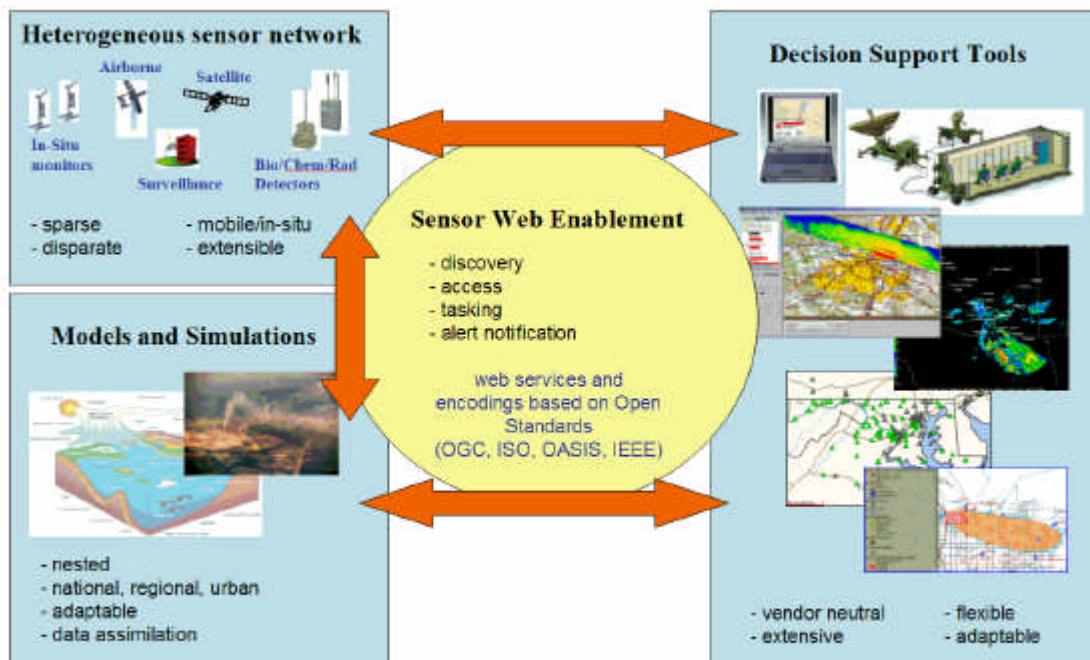 Heterogeneous sensor network
Airborne
Satellite
In-Situ
monitors
Surveillance
Bio/Chem/Rad
Detectors
- sparse
- disparate
- mobile/in-situ
- extensible
Models and Simulations
- nested
- national, regional, urban
- adaptable
- data assimilation
Sensor Web Enablement
- discovery
- access
- tasking
- alert notification
web services and
encodings based on Open
Standards
(OGC, ISO, OASIS, IEEE)
Decision Support Tools
- vendor neutral
- extensive
- flexible
- adaptable